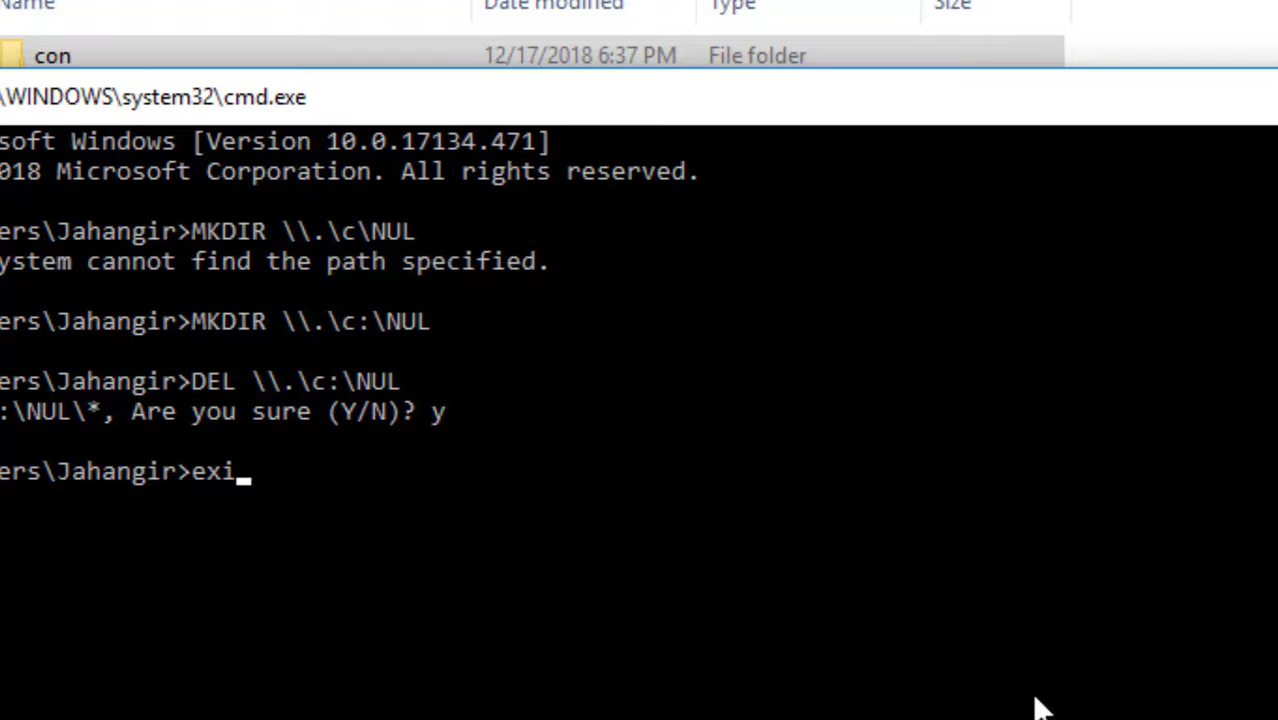 Name Date modified Type Size
con 12/17/2018 6:37 PM File folder
\WINDOWS\system32\cmd.exe
soft Windows [Version 10.0.17134.471]
018 Microsoft Corporation. All rights reserved.
ers\Jahangir>MKDIR \\.\c\NUL
ystem cannot find the path specified.
ers\Jahangir>MKDIR \\.\c:\NUL
ers\Jahangir>DEL \\.\c:\NUL
:\NUL\*, Are you sure (Y/N)? y
ers\Jahangir>exi